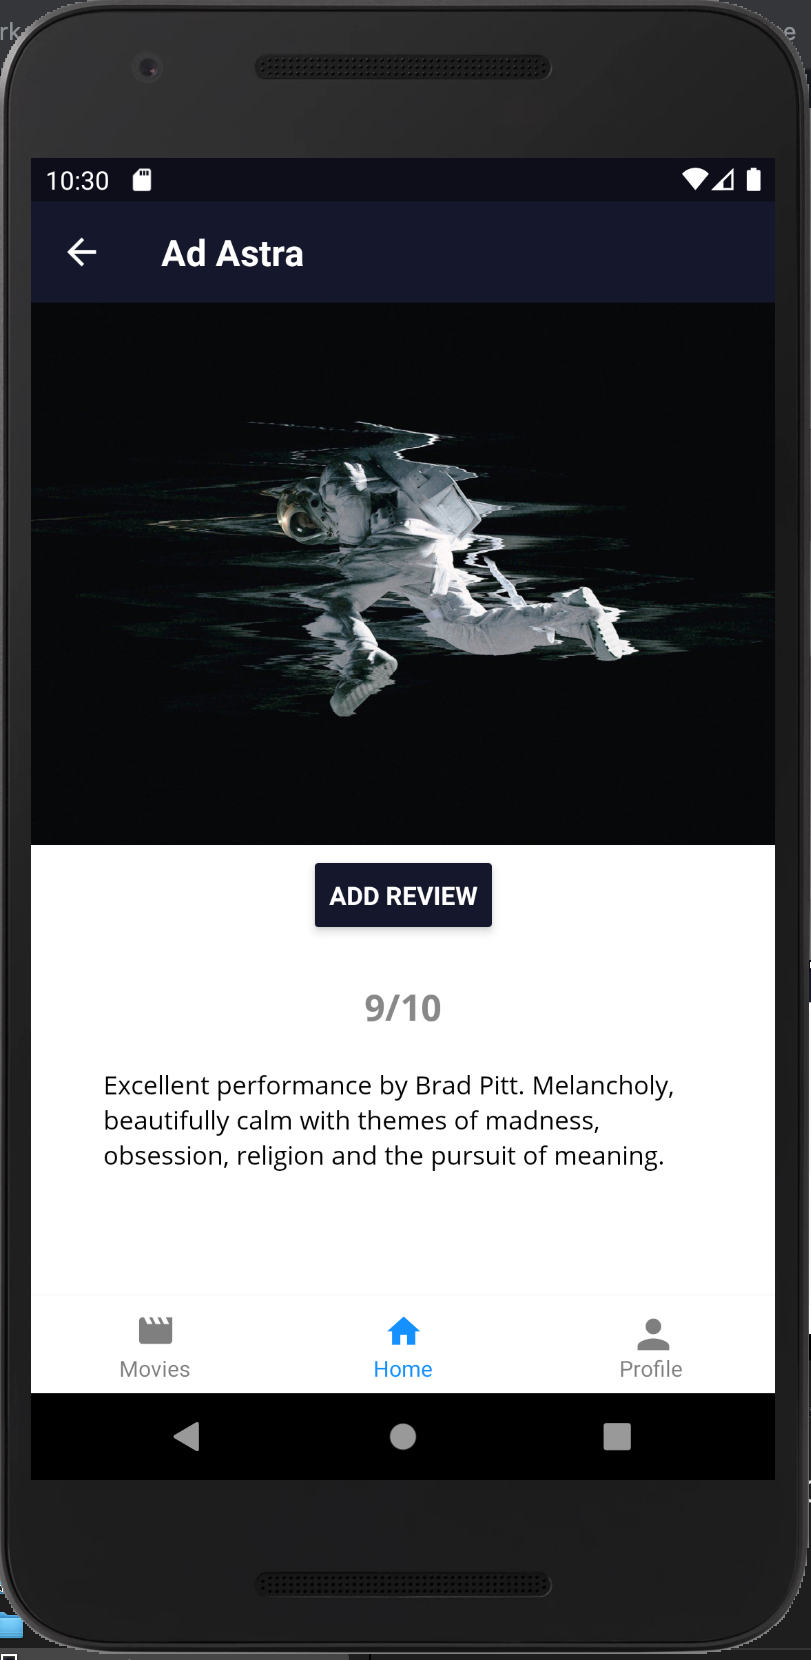 10:30
Ad Astra
ADD REVIEW
9/10
Excellent performance by Brad Pitt. Melancholy,
beautifully calm with themes of madness,
obsession, religion and the pursuit of meaning.
Movies
Home
Profile